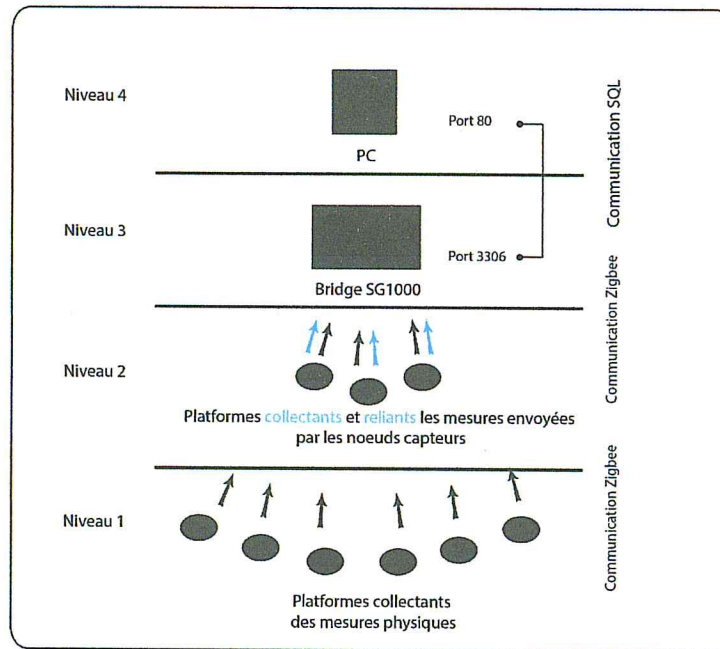 Niveau 4
PC
Port 80
Communication SQL
Niveau 3
Bridge SG1000
Port 3306
Niveau 2
Platformes collectants et reliants les mesures envoyées
par les noeuds capteurs
Communication Zigbee
Niveau 1
Platformes collectants
des mesures physiques
Communication Zigbee